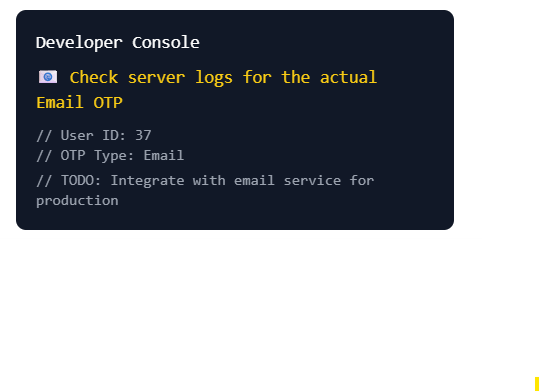 Developer Console
📧 Check server logs for the actual
Email OTP
// User ID: 37
// OTP Type: Email
// TODO: Integrate with email service for
production